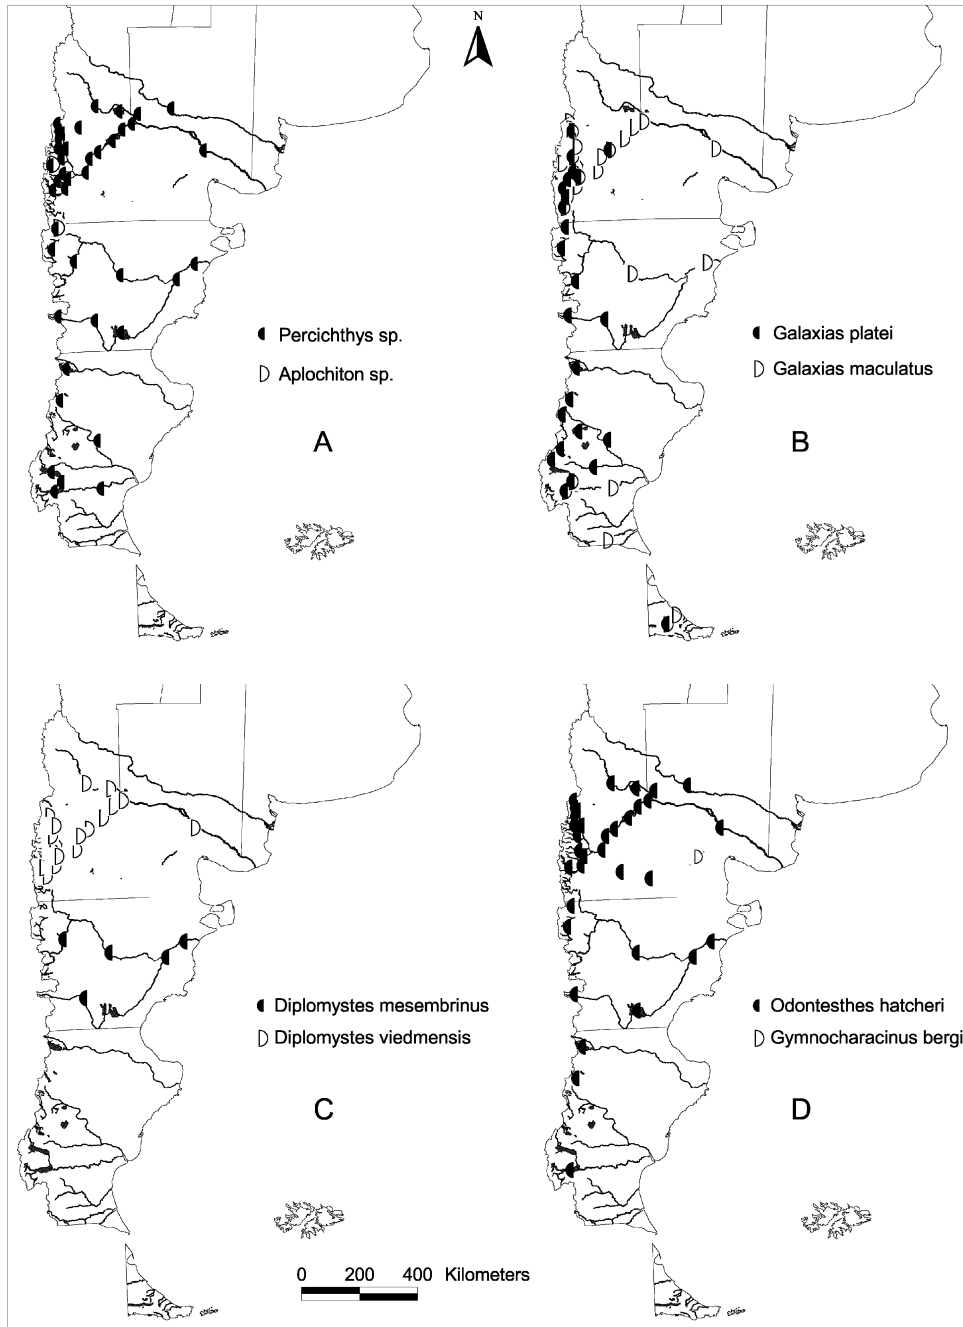 N
Percichthys sp.
Aplochiton sp.
A
Galaxias platei
Galaxias maculatus
B
Diplomystes mesembrinus
Diplomystes viedmensis
C
Odontesthes hatcheri
Gymnocharacinus bergi
D
0 200 400 Kilometers